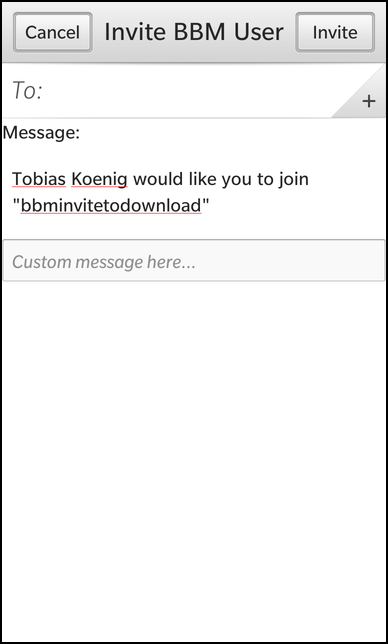 Cancel Invite BBM User Invite
To: +
Message:
Tobias Koenig would like you to join
"bbminvitetodownload"
Custom message here...